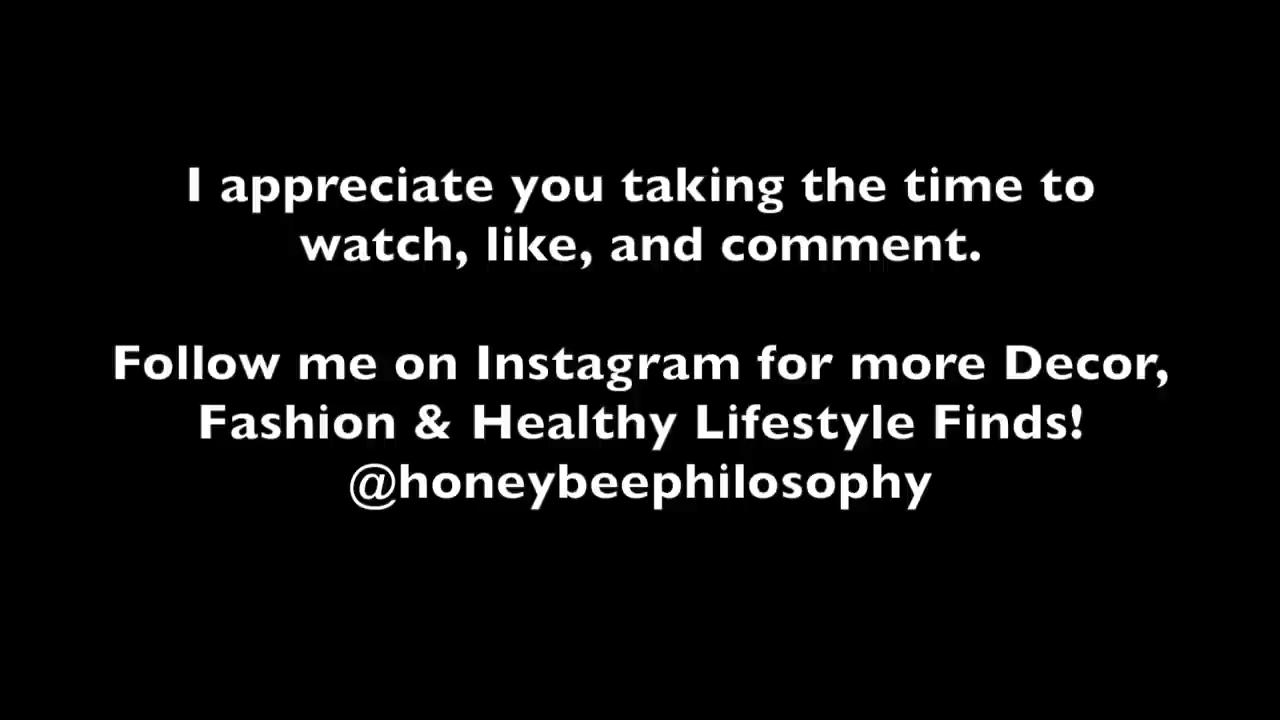 I appreciate you taking the time to
watch, like, and comment.
Follow me on Instagram for more Decor,
Fashion & Healthy Lifestyle Finds!
@honeybeephilosophy